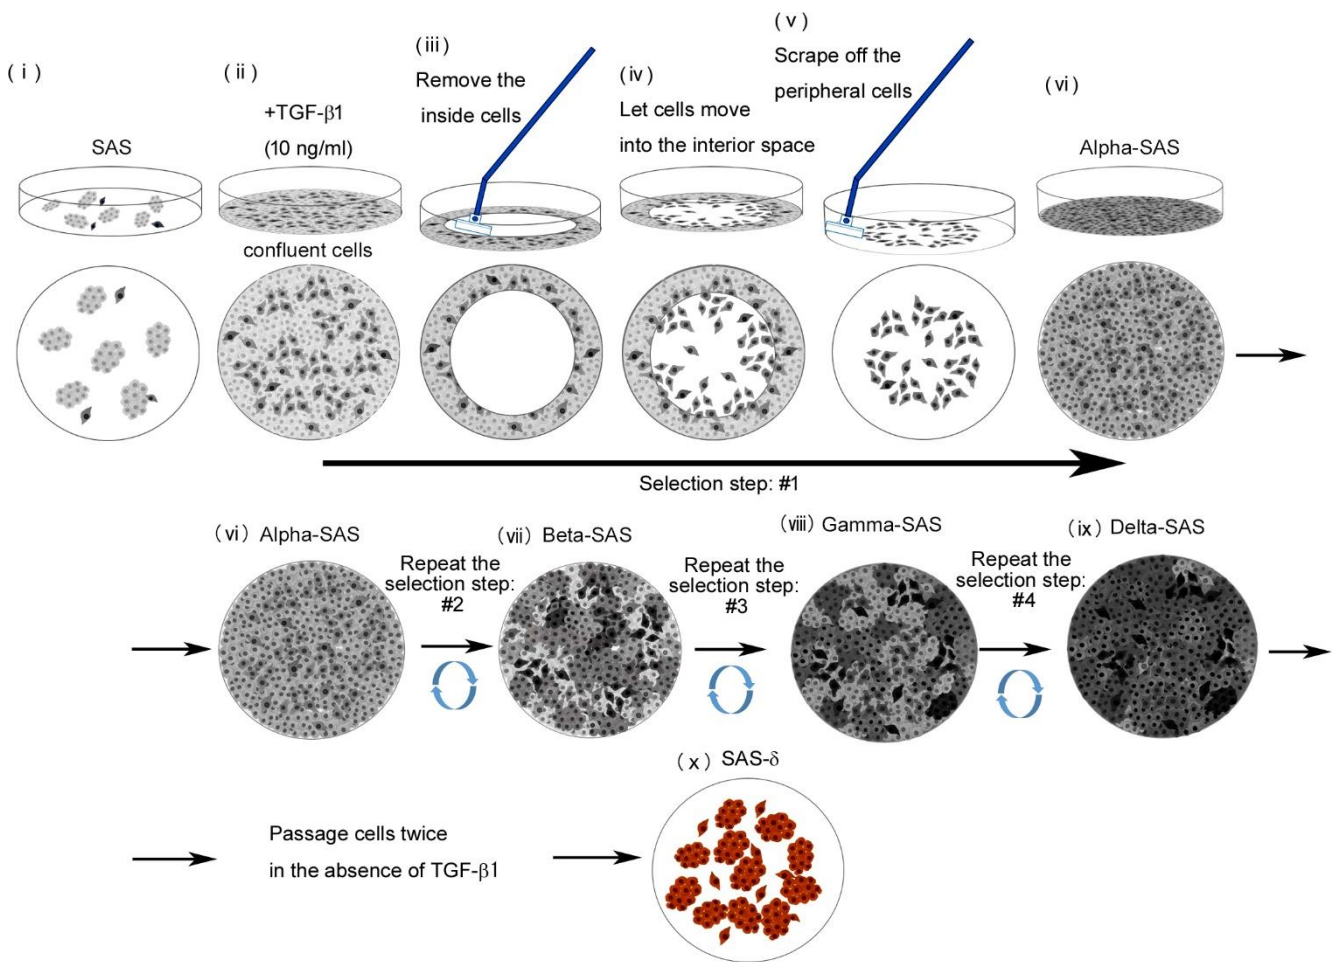 (ⅰ)
SAS
(ⅱ)
+TGF-β1
(10 ng/ml)
confluent cells
(ⅲ)
Remove the
inside cells
(ⅳ)
Let cells move
into the interior space
(ⅴ)
Scrape off the
peripheral cells
(ⅵ)
Alpha-SAS
Selection step: #1
(ⅵ) Alpha-SAS
Repeat the
selection step:
#2
(ⅶ) Beta-SAS
Repeat the
selection step:
#3
(ⅷ) Gamma-SAS
Repeat the
selection step:
#4
(ⅸ) Delta-SAS
Passage cells twice
in the absence of TGF-β1
(ⅹ) SAS-δ